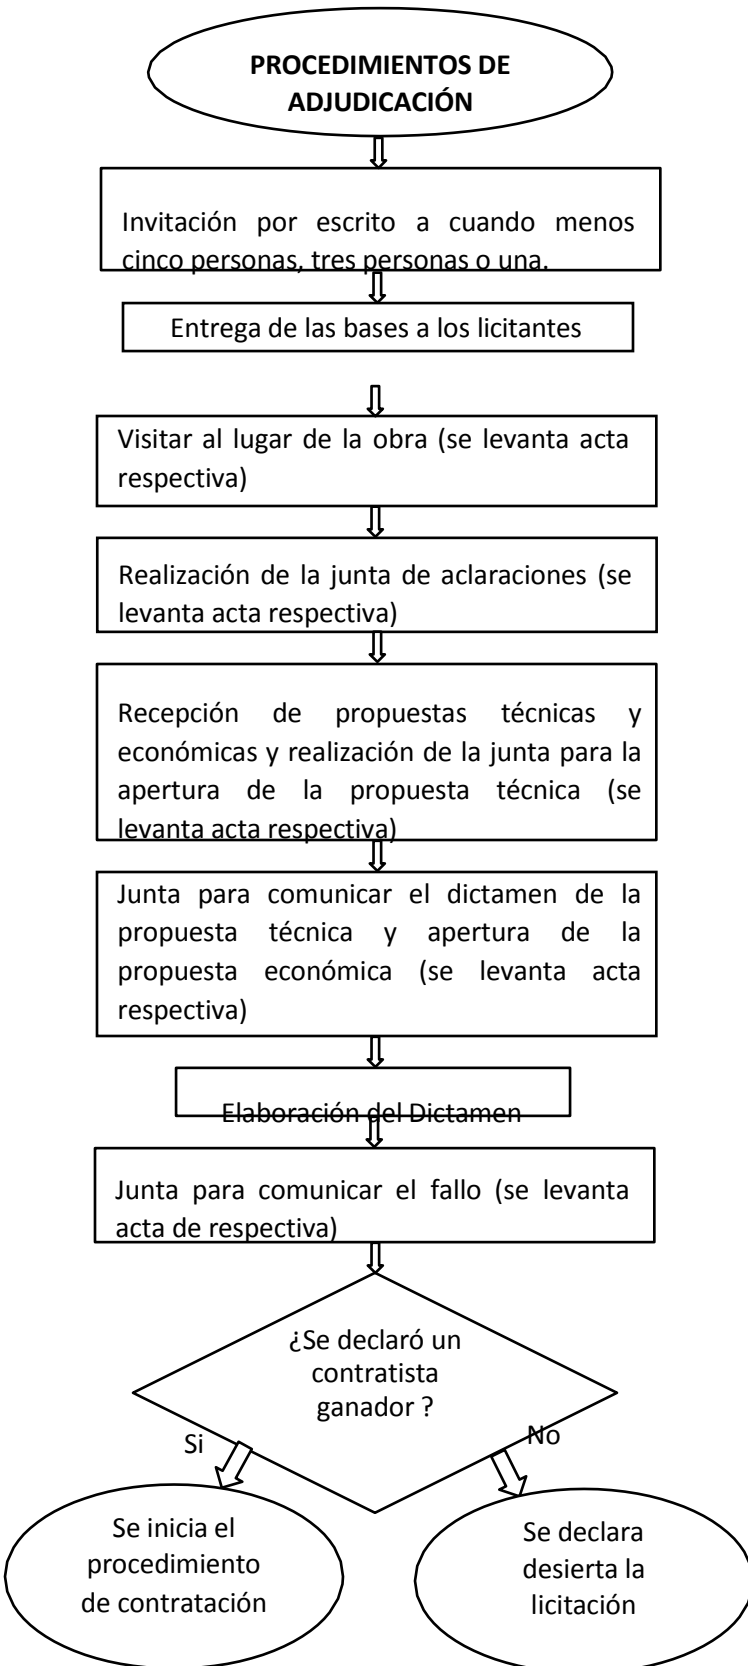 PROCEDIMIENTOS DE
ADJUDICACIÓN
Invitación por escrito a cuando menos
cinco personas, tres personas o una.
Entrega de las bases a los licitantes
Visitar al lugar de la obra (se levanta acta
respectiva)
Realización de la junta de aclaraciones (se
levanta acta respectiva)
Recepción de propuestas técnicas y
económicas y realización de la junta para la
apertura de la propuesta técnica (se
levanta acta respectiva)
Junta para comunicar el dictamen de la
propuesta técnica y apertura de la
propuesta económica (se levanta acta
respectiva)
Elaboración del Dictamen
Junta para comunicar el fallo (se levanta
acta de respectiva)
¿Se declaró un
contratista
ganador ?
Si
No
Se inicia el
procedimiento
de contratación
Se declara
desierta la
licitación